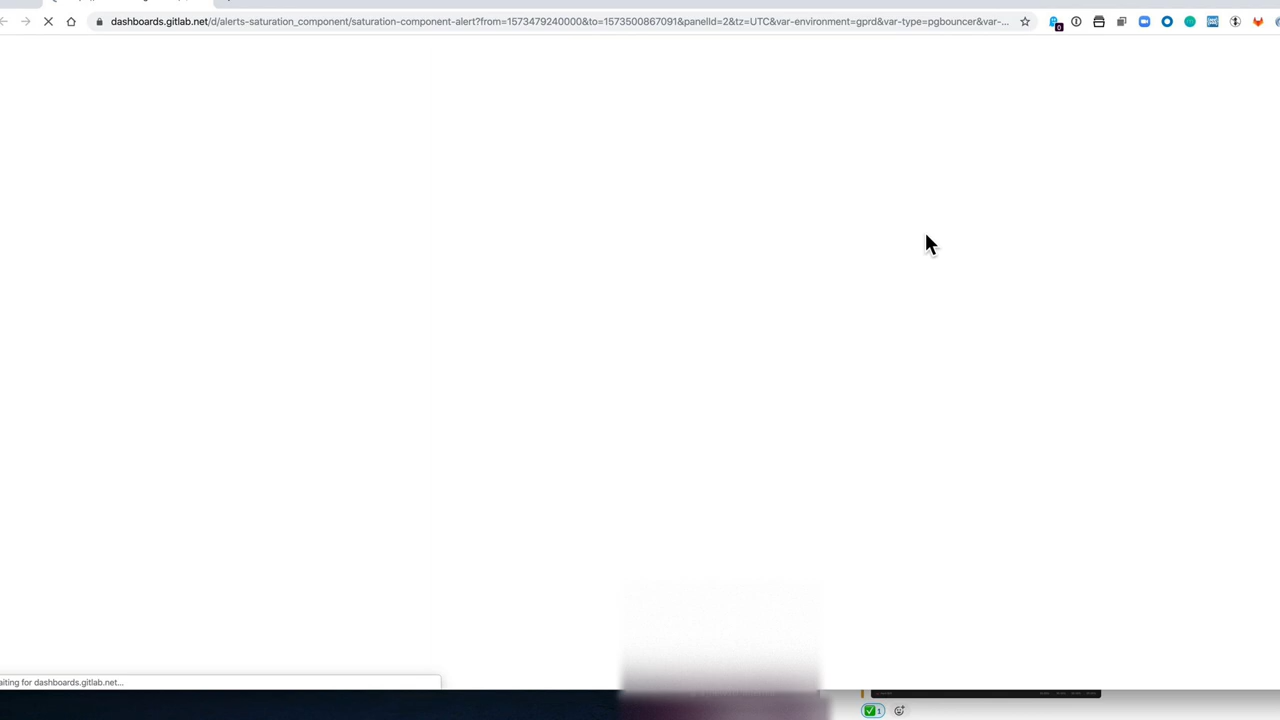 dashboards.gitlab.net/d/alerts-saturation_component/saturation-component-alert?from=1573479240000&to=1573500867091&panelId=2&tz=UTC&var-environment=gprd&var-type=pgbouncer&var-...
aiting for dashboards.gitlab.net...
1